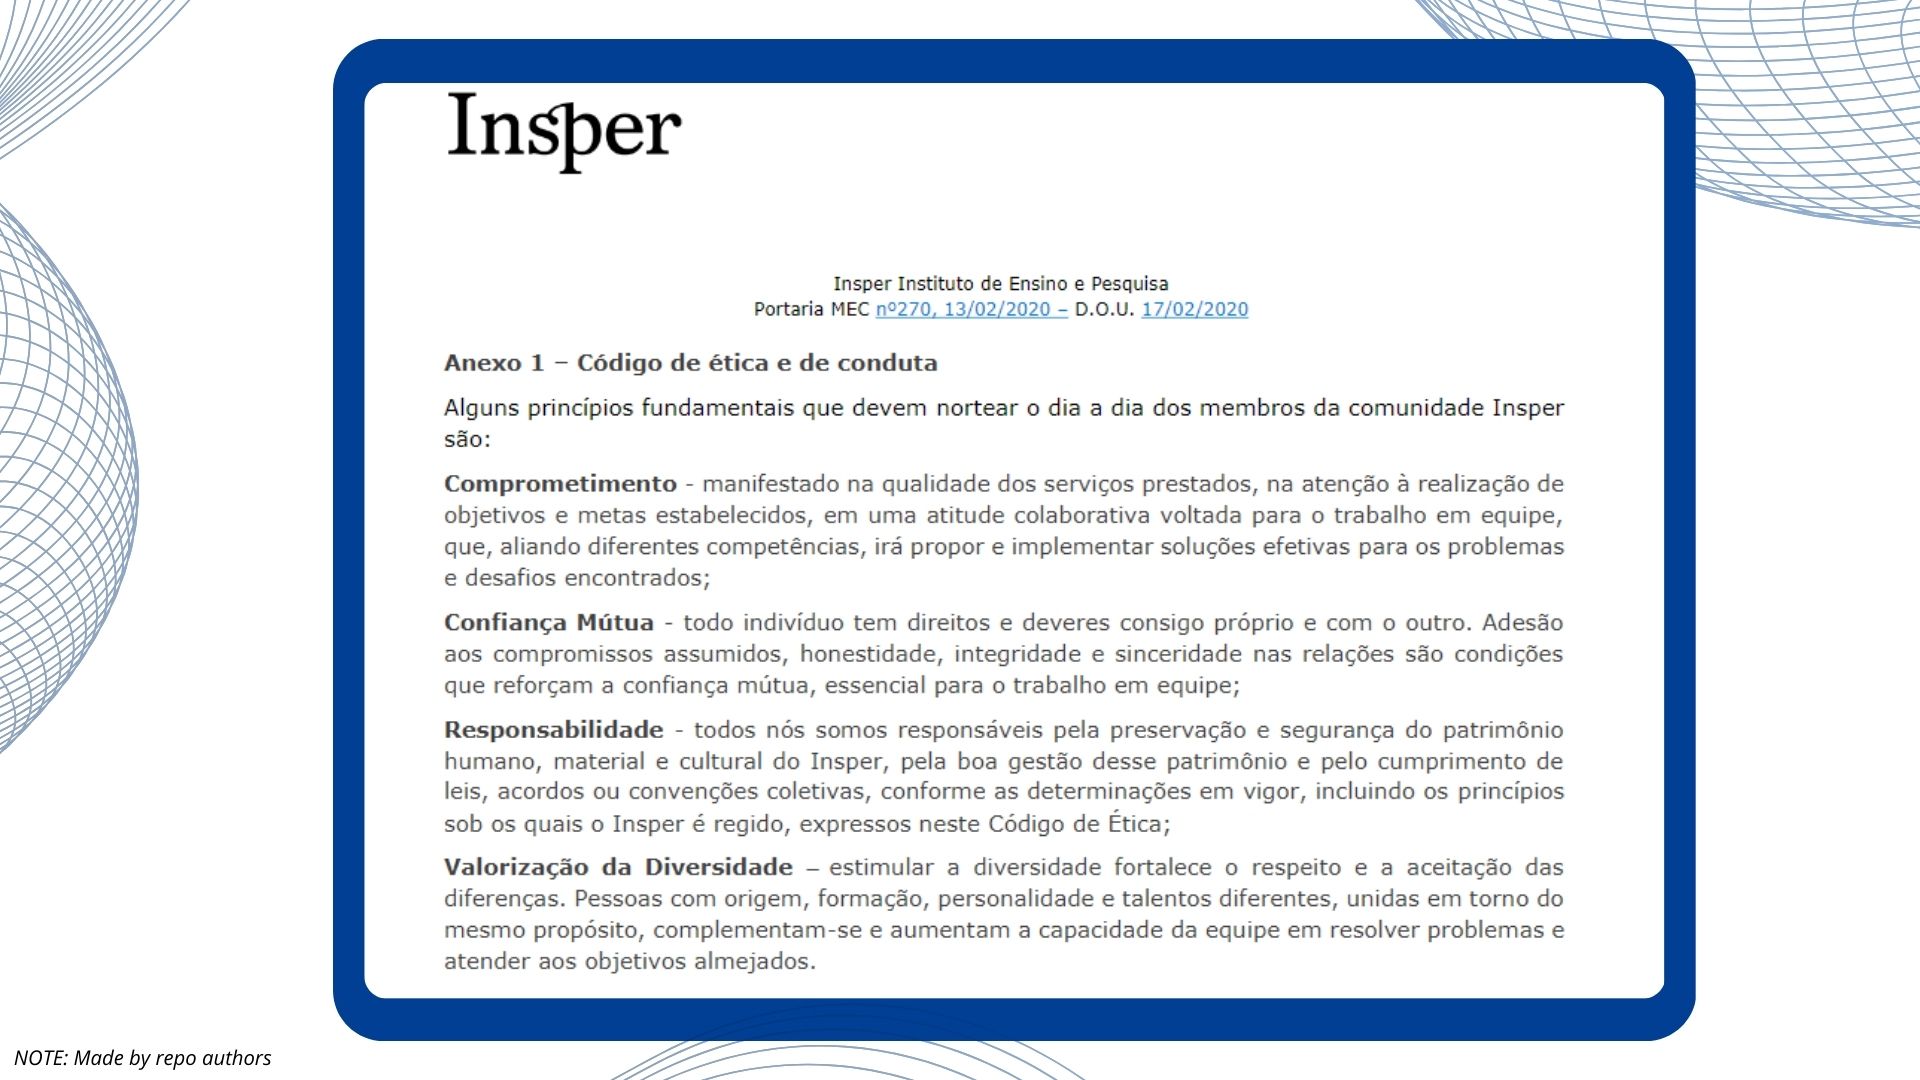 Insper
Insper Instituto de Ensino e Pesquisa
Portaria MEC nº270, 13/02/2020 – D.O.U. 17/02/2020
Anexo 1 – Código de ética e de conduta
Alguns princípios fundamentais que devem nortear o dia a dia dos membros da comunidade Insper
são:
Comprometimento - manifestado na qualidade dos serviços prestados, na atenção à realização de
objetivos e metas estabelecidos, em uma atitude colaborativa voltada para o trabalho em equipe,
que, aliando diferentes competências, irá propor e implementar soluções efetivas para os problemas
e desafios encontrados;
Confiança Mútua - todo indivíduo tem direitos e deveres consigo próprio e com o outro. Adesão
aos compromissos assumidos, honestidade, integridade e sinceridade nas relações são condições
que reforçam a confiança mútua, essencial para o trabalho em equipe;
Responsabilidade - todos nós somos responsáveis pela preservação e segurança do patrimônio
humano, material e cultural do Insper, pela boa gestão desse patrimônio e pelo cumprimento de
leis, acordos ou convenções coletivas, conforme as determinações em vigor, incluindo os princípios
sob os quais o Insper é regido, expressos neste Código de Ética;
Valorização da Diversidade – estimular a diversidade fortalece o respeito e a aceitação das
diferenças. Pessoas com origem, formação, personalidade e talentos diferentes, unidas em torno do
mesmo propósito, complementam-se e aumentam a capacidade da equipe em resolver problemas e
atender aos objetivos almejados.
NOTE: Made by repo authors